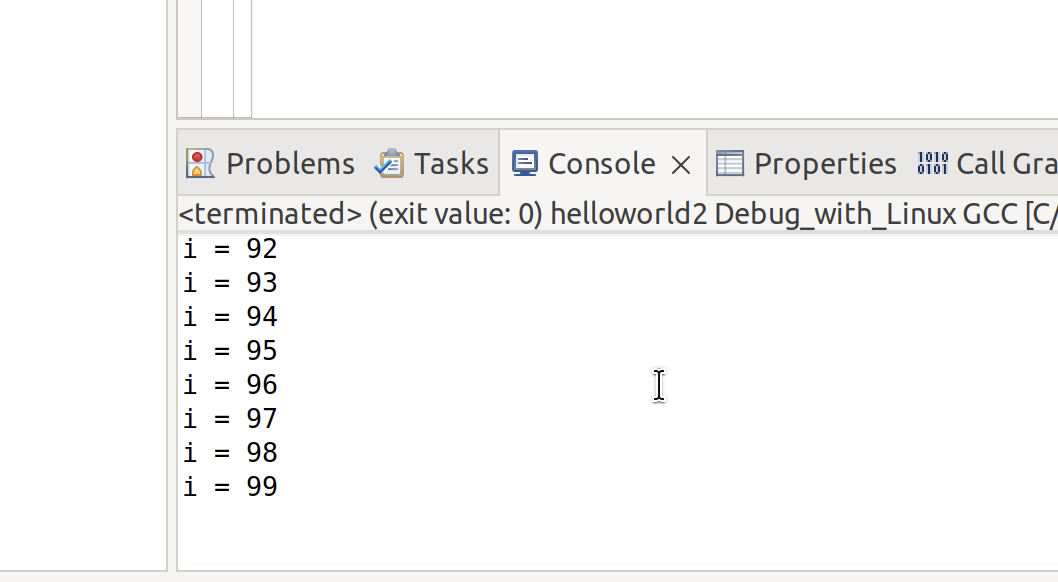 Problems Tasks Console Properties Call Gra
<terminated> (exit value: 0) helloworld2 Debug_with_Linux GCC [C/
i = 92
i = 93
i = 94
i = 95
i = 96
i = 97
i = 98
i = 99